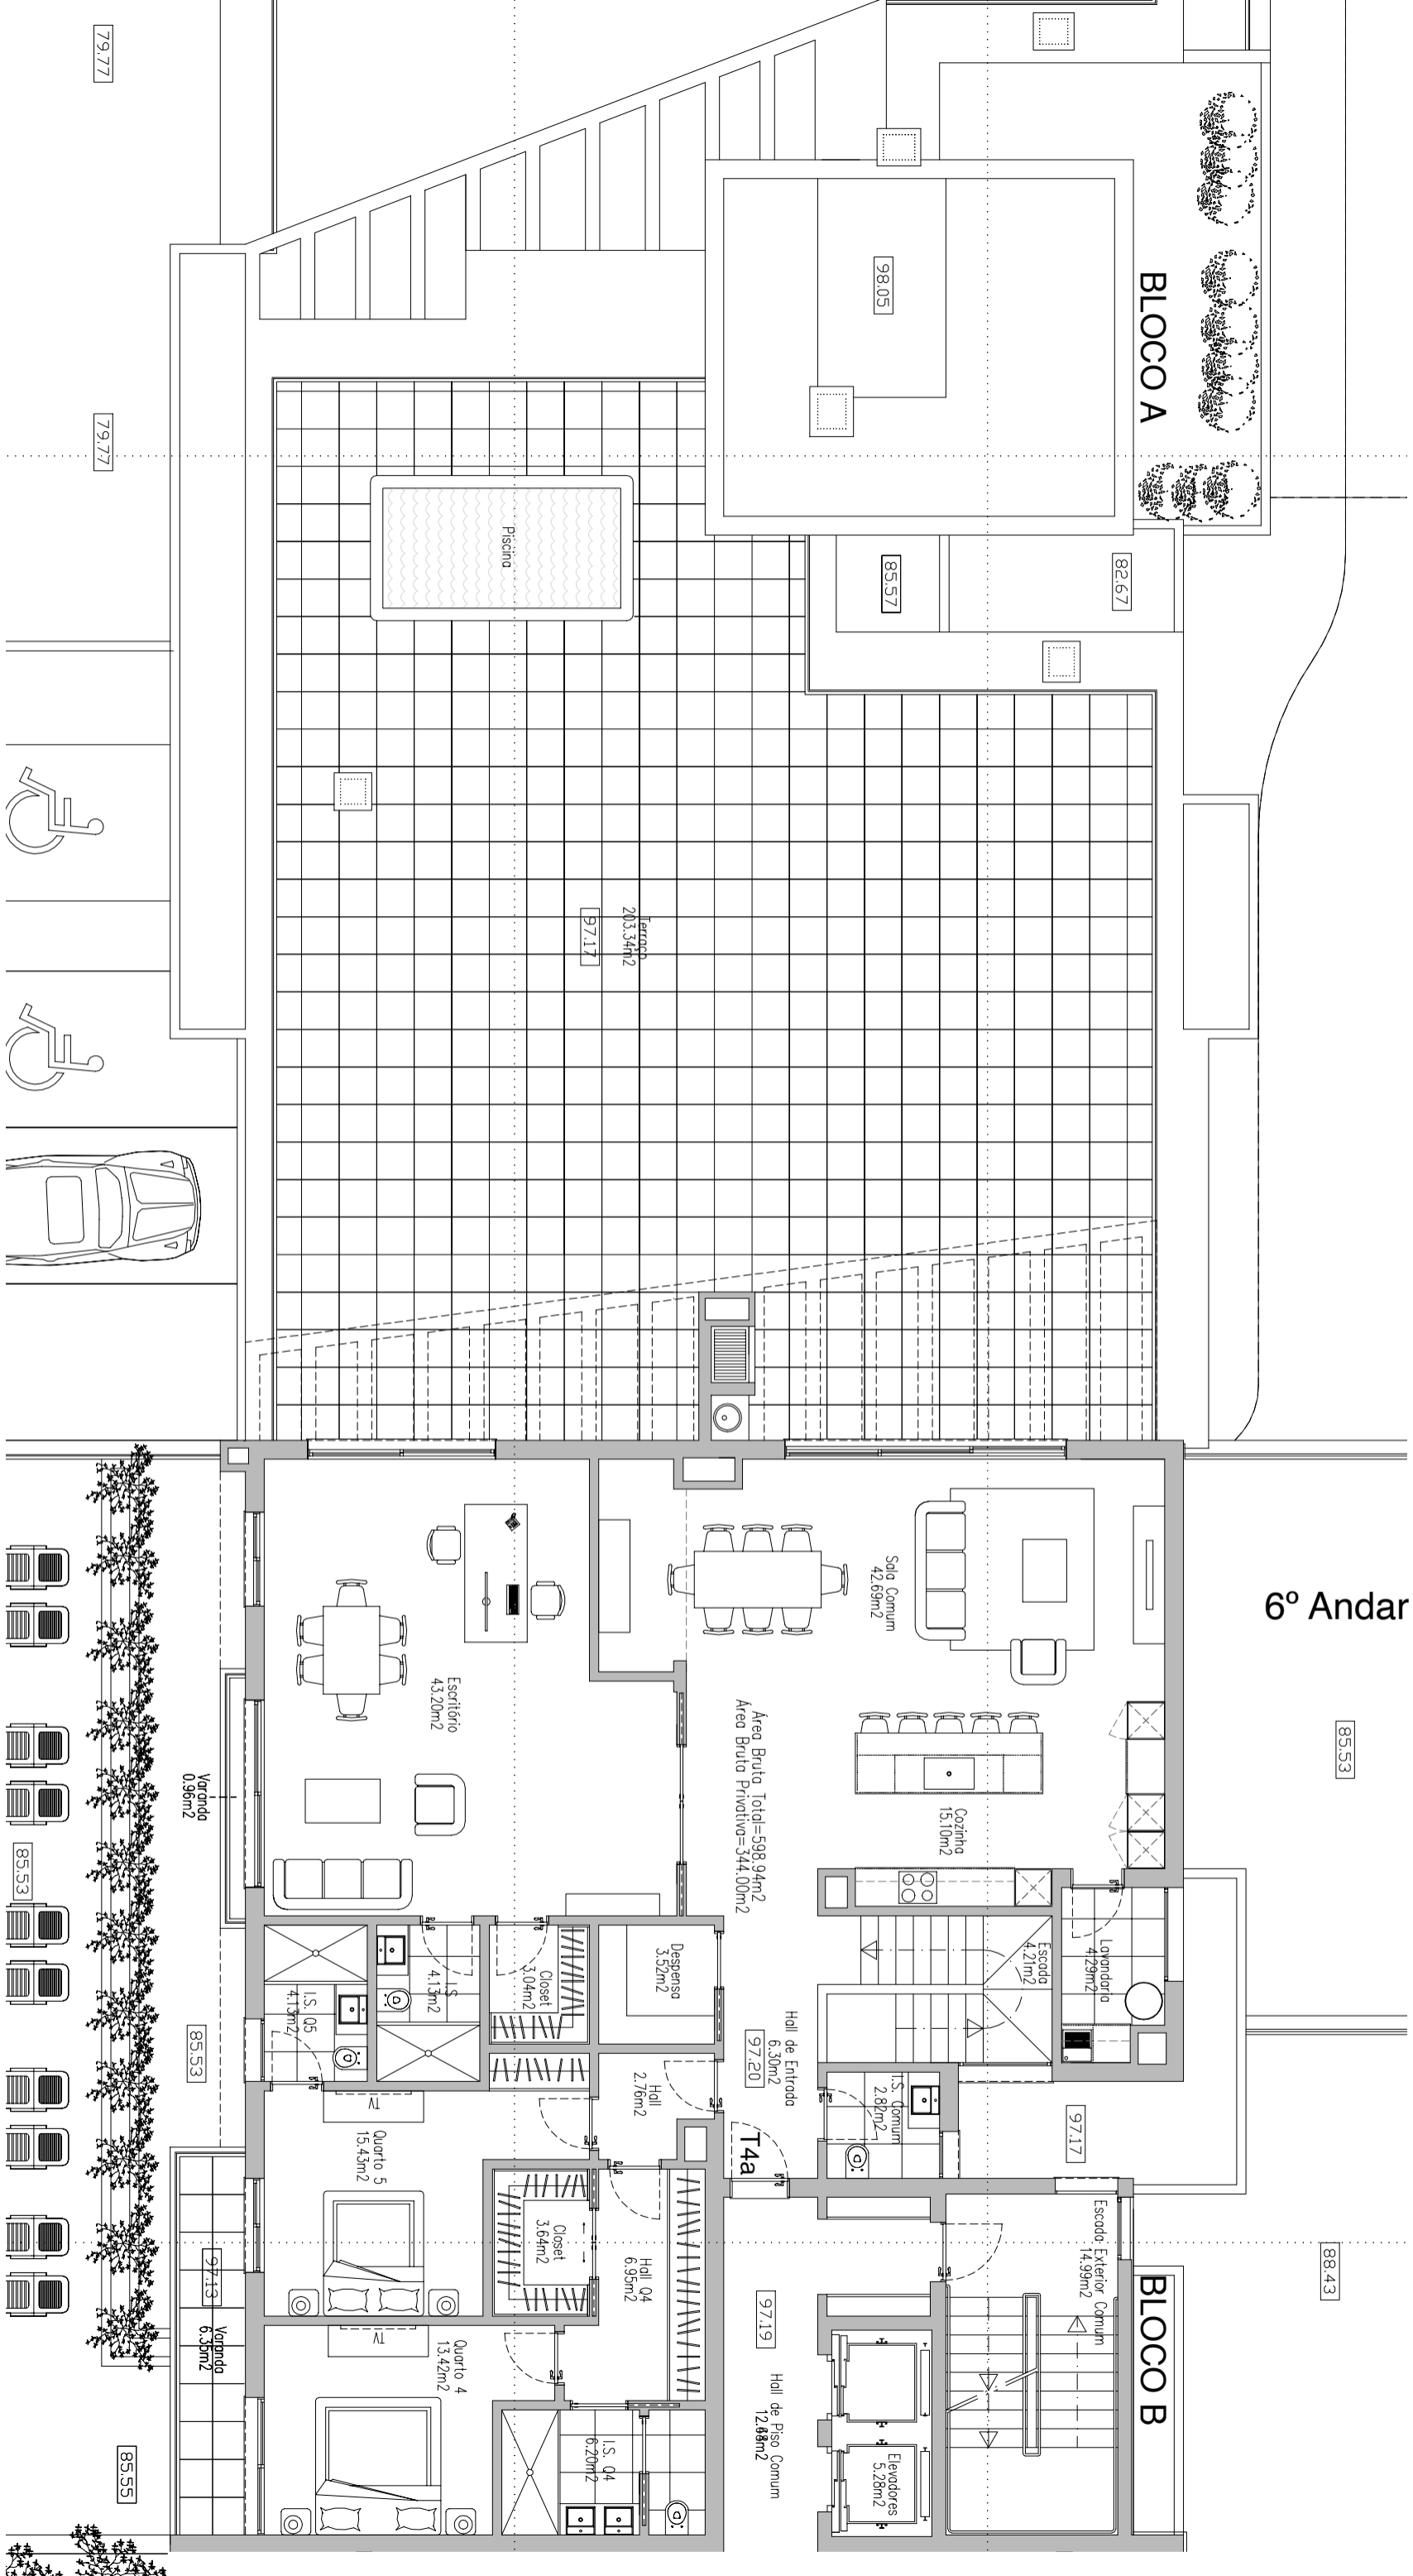 79.77
98.05
BLOCO A
79.77
Piscina
85.57
82.67
Terraço
203.34m2
97.17
6º Andar
Sala Comum
42.69m2
Escritório
43.20m2
Área Bruta Total=598.94m2
Área Bruta Privativa=344.00m2
85.53
Cozinha
15.10m2
Varanda
0.96m2
85.53
Despensa
3.52m2
Escada
4.21m2
Lavandaria
4.29m2
Closet
3.04m2
I.S.
4.13m2
I.S. Q5
4.13m2
85.53
Hall de Entrada
6.30m2
97.20
Hall
2.76m2
I.S. Comum
2.82m2
97.17
TV
Quarto 5
15.43m2
T4a
Closet
3.64m2
Hall Q4
6.95m2
Escada Exterior Comum
14.99m2
88.43
97.13
Varanda
6.35m2
97.19
BLOCO B
TV
Quarto 4
13.42m2
Hall de Piso Comum
I.S. Q4
6.20m2
Elevadores
5.28m2
85.55